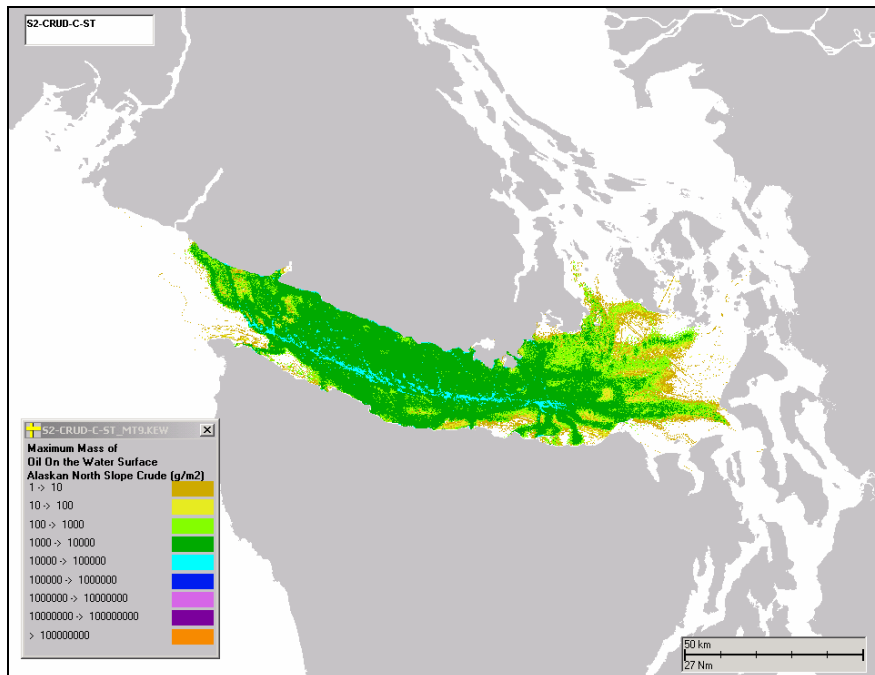 S2-CRUD-C-ST
S2-CRUD-C-ST_MT9.KEW
Maximum Mass of
Oil On the Water Surface
Alaskan North Slope Crude (g/m2)
1 -> 10
10 -> 100
100 -> 1000
1000 -> 10000
10000 -> 100000
100000 -> 1000000
1000000 -> 10000000
10000000 -> 100000000
> 100000000
50 km
27 Nm